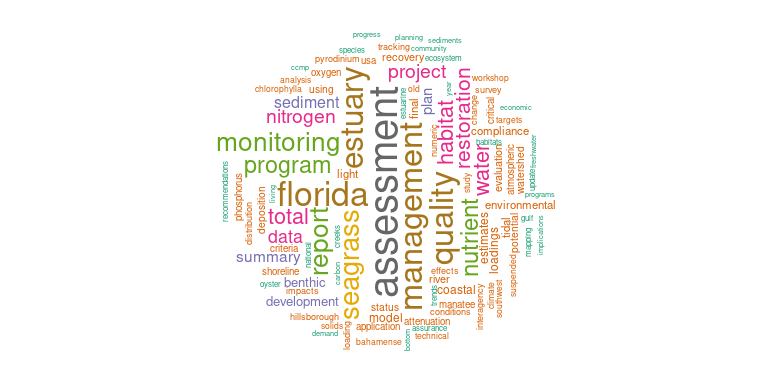 progress
planning
sediments
species
tracking
community
pyrodinium
usa
recovery
ecosystem
ccmp
oxygen
project
workshop
analysis
chlorophylla
using
old
year
survey
sediment
estuary
assessment
estuarine
final
plan
habitat
restoration
change
critical
economic
nitrogen
targets
monitoring
management
numeric
compliance
habitats
program
light
quality
water
evaluation
atmospheric
watershed
update
freshwater
recommendations
phosphorus
living
florida
study
programs
distribution
deposition
total
report
seagrass
nutrient
environmental
estimates
loadings
tidal
potential
gulf
mapping
implications
data
criteria
national
creeks
summary
carbon
shoreline
effects
river
suspended
oyster
benthic
coastal
trends
impacts
development
status
manatee
conditions
interagency
climate
southwest
hillsborough
model
attenuation
solids
application
assurance
demand
loading
bahamense
bottom
technical